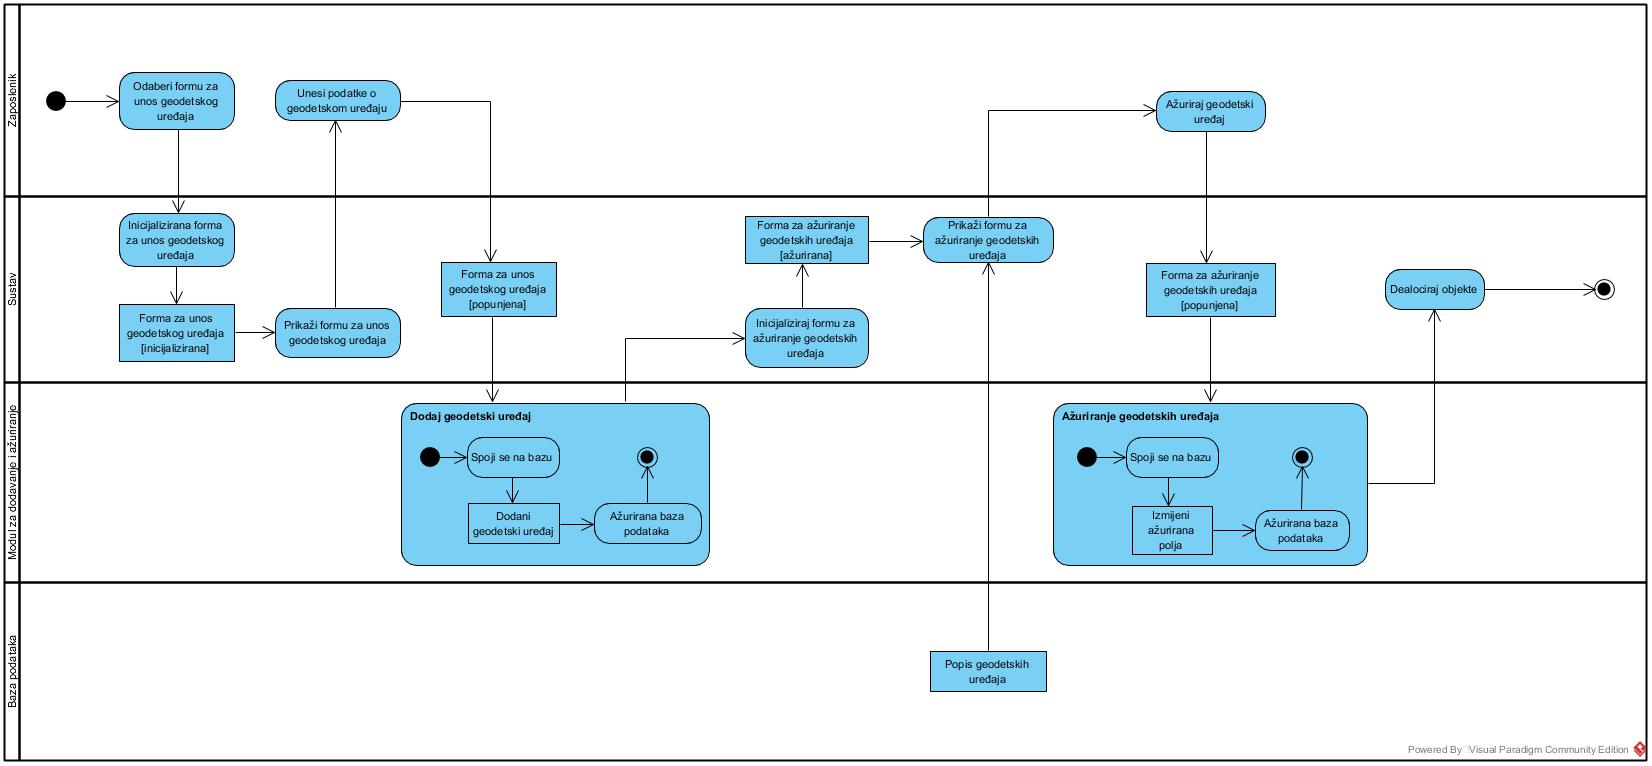 Zaposlenik
Odaberi formu za
unos geodetskog
uređaja
Unesi podatke o
geodetskom uređaju
Ažuriraj geodetski
uređaj
Sustav
Inicijalizirana forma
za unos geodetskog
uređaja
Forma za unos
geodetskog uređaja
[inicijalizirana]
Prikaži formu za unos
geodetskog uređaja
Forma za unos
geodetskog uređaja
[popunjena]
Forma za ažuriranje
geodetskih uređaja
[ažurirana]
Inicijaliziraj formu za
ažuriranje geodetskih
uređaja
Prikaži formu za
ažuriranje geodetskih
uređaja
Forma za ažuriranje
geodetskih uređaja
[popunjena]
Dealociraj objekte
Modul za dodavanje i ažuriranje
Dodaj geodetski uređaj
Spoji se na bazu
Dodani
geodetski uređaj
Ažurirana baza
podataka
Ažuriranje geodetskih uređaja
Spoji se na bazu
Izmijeni
ažurirana
polja
Ažurirana baza
podataka
Baza podataka
Popis geodetskih
uređaja
Powered By Visual Paradigm Community Edition